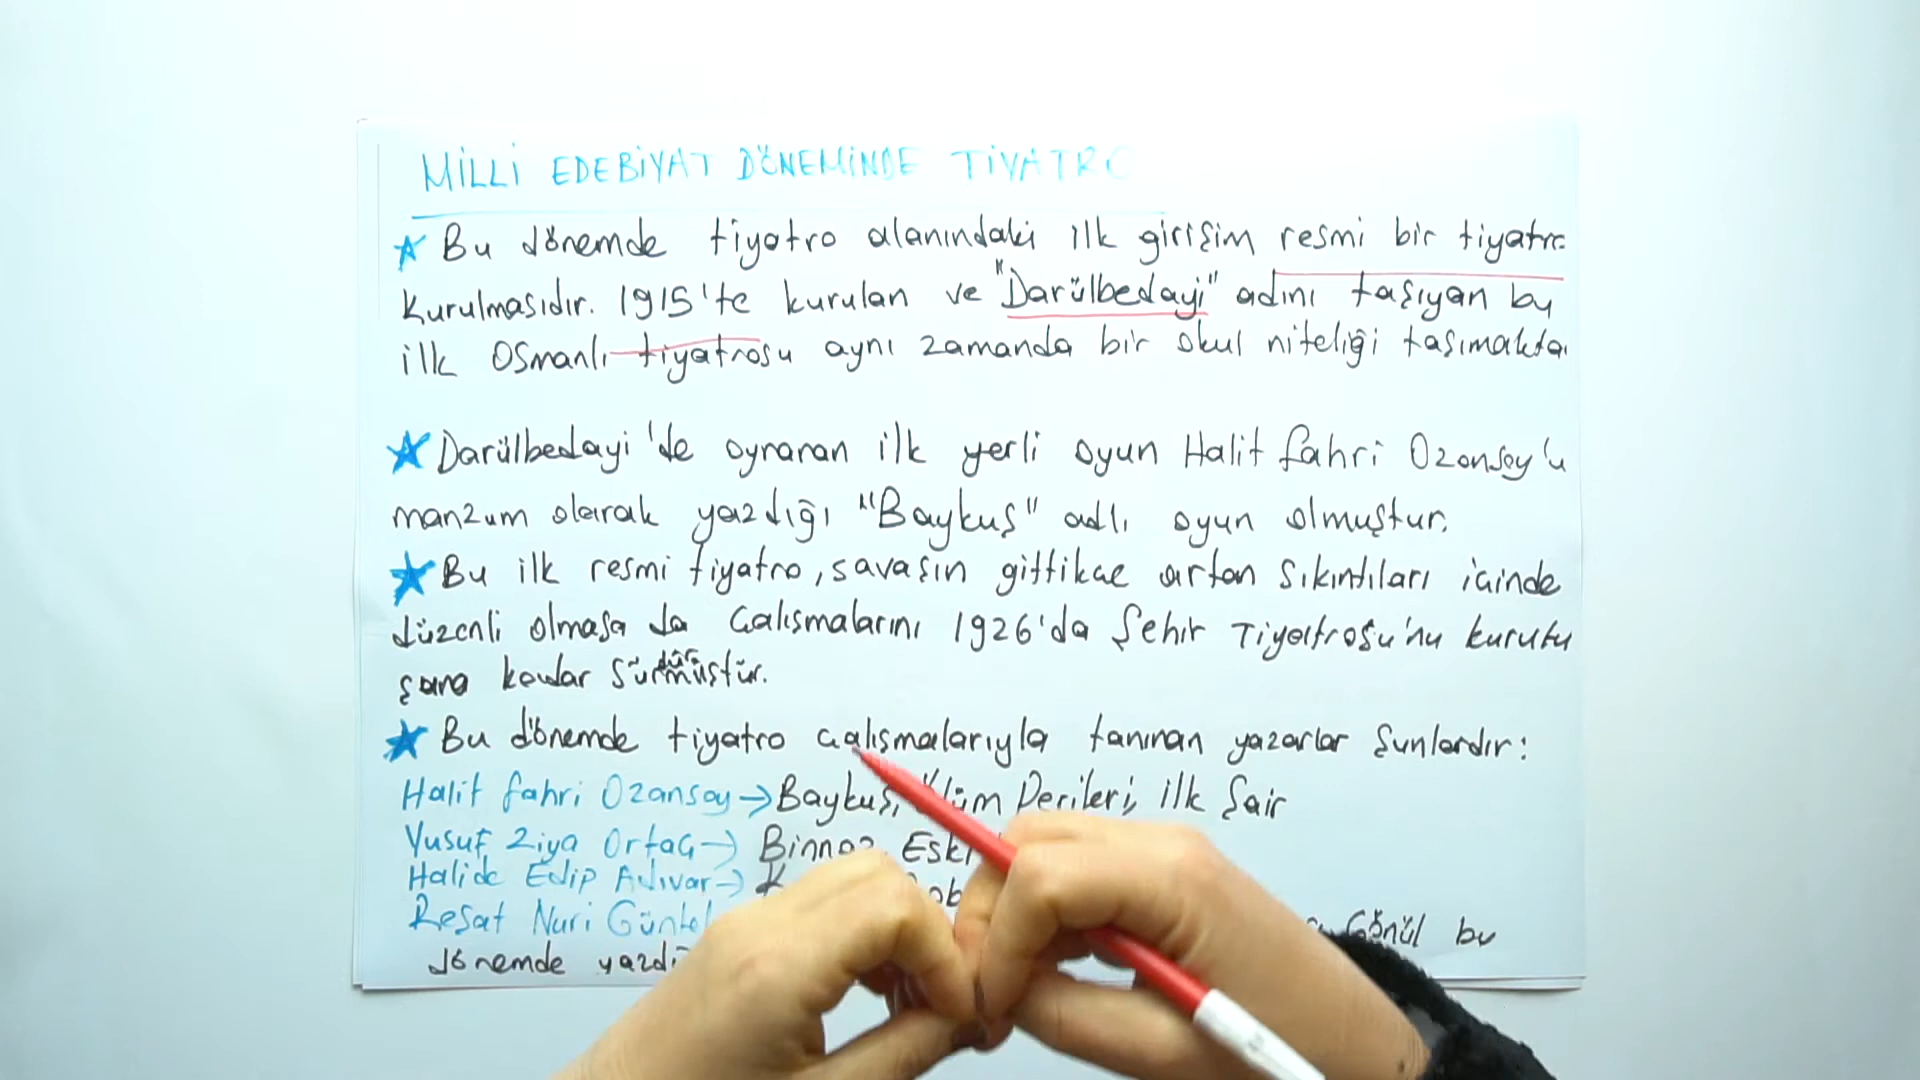 MİLLİ EDEBİYAT DÖNEMİNDE TİYATRO
Bu dönemde tiyatro alanındaki ilk girişim resmi bir tiyatro
kurulmasıdır. 1915'te kurulan ve "Darülbedayi" adını taşıyan bu
ilk Osmanlı tiyatrosu aynı zamanda bir okul niteliği taşımakta
Darülbedayi'de oynanan ilk yerli oyun Halit Fahri Ozansoy'u
manzum olarak yazdığı "Baykuş" adlı oyun olmuştur.
Bu ilk resmi tiyatro, savaşın gittikçe artan sıkıntıları içinde
düzenli olmasa da çalışmalarını 1926'da Şehir Tiyatrosu'nu kurutu
şuna kadar sürdürmüştür.
Bu dönemde tiyatro çalışmalarıyla tanınan yazarlar şunlardır:
Halit Fahri Ozansoy → Baykuş, İlk Şair
Yusuf Ziya Ortaç →
Halide Edip Adıvar →
Reşat Nuri Gönül bu
dönemde